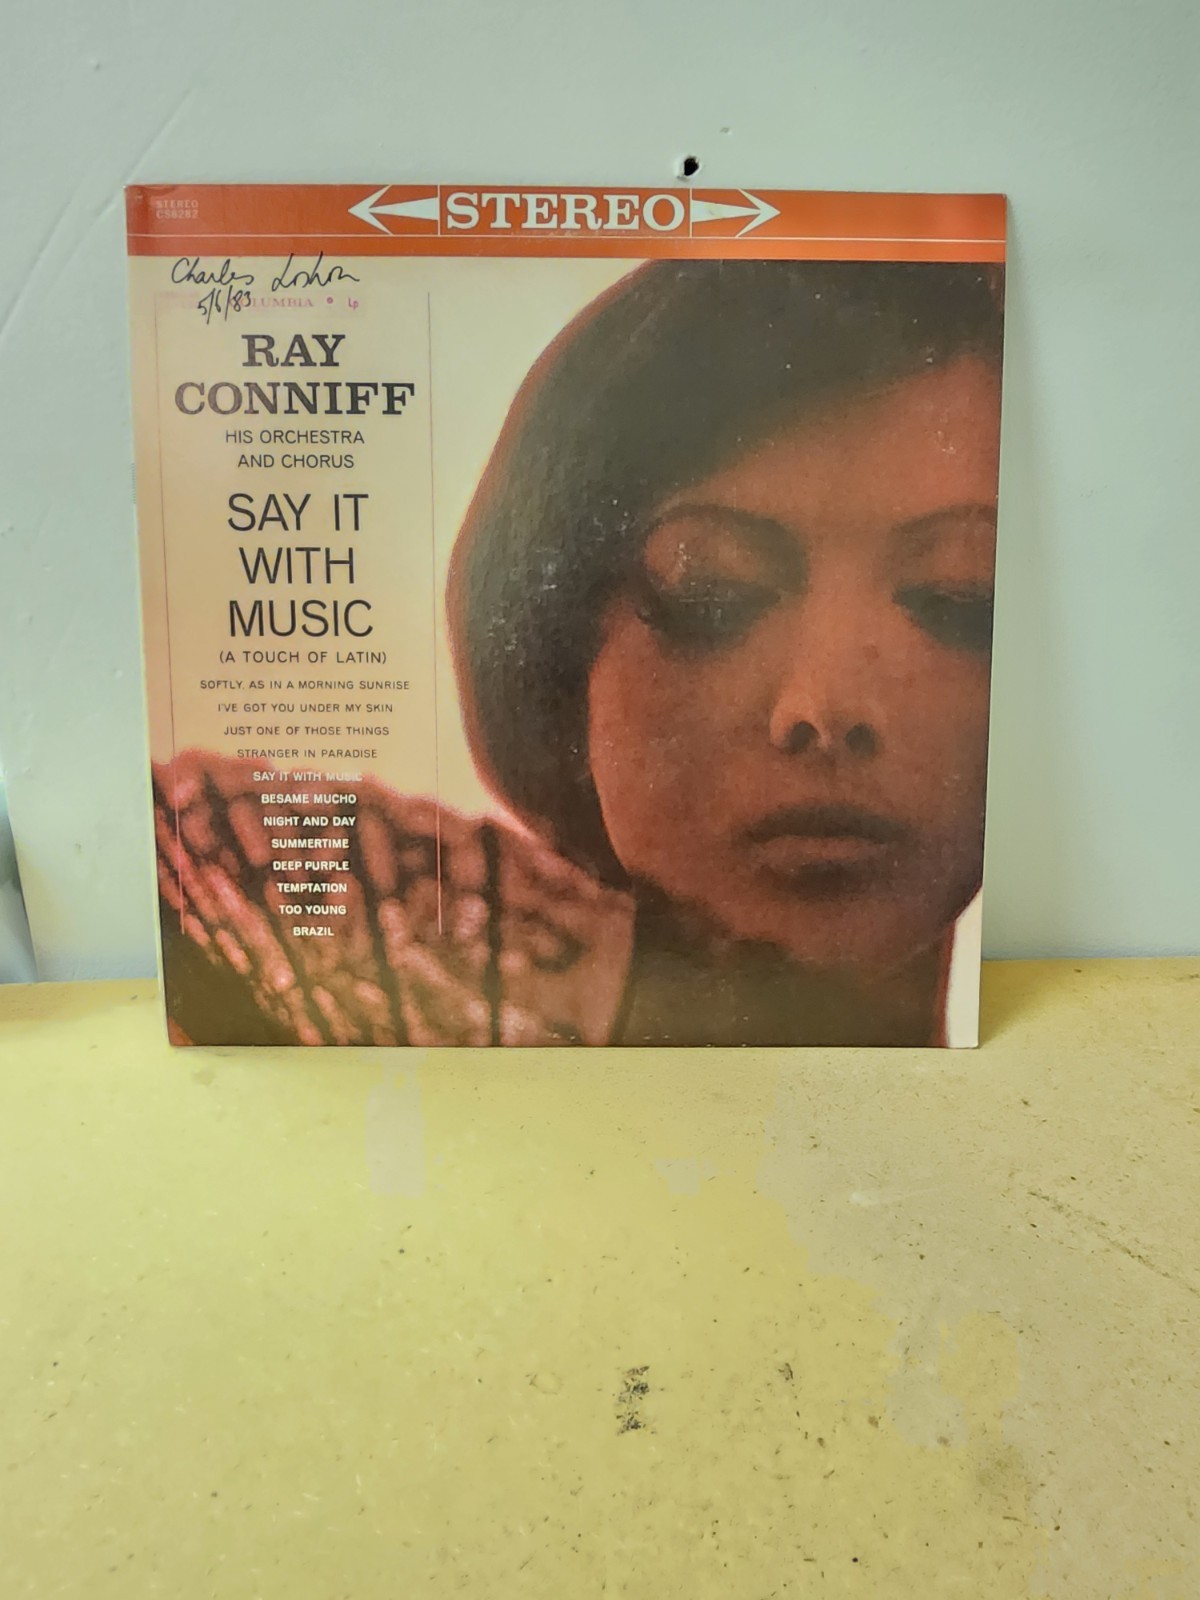 STEREO
CS8282
STEREO
Charles
5/6/83
COLUMBIA Lp
RAY
CONNIFF
HIS ORCHESTRA
AND CHORUS
SAY IT
WITH
MUSIC
(A TOUCH OF LATIN)
SOFTLY, AS IN A MORNING SUNRISE
I'VE GOT YOU UNDER MY SKIN
JUST ONE OF THOSE THINGS
STRANGER IN PARADISE
SAY IT WITH MUSIC
BESAME MUCHO
NIGHT AND DAY
SUMMERTIME
DEEP PURPLE
TEMPTATION
TOO YOUNG
BRAZIL